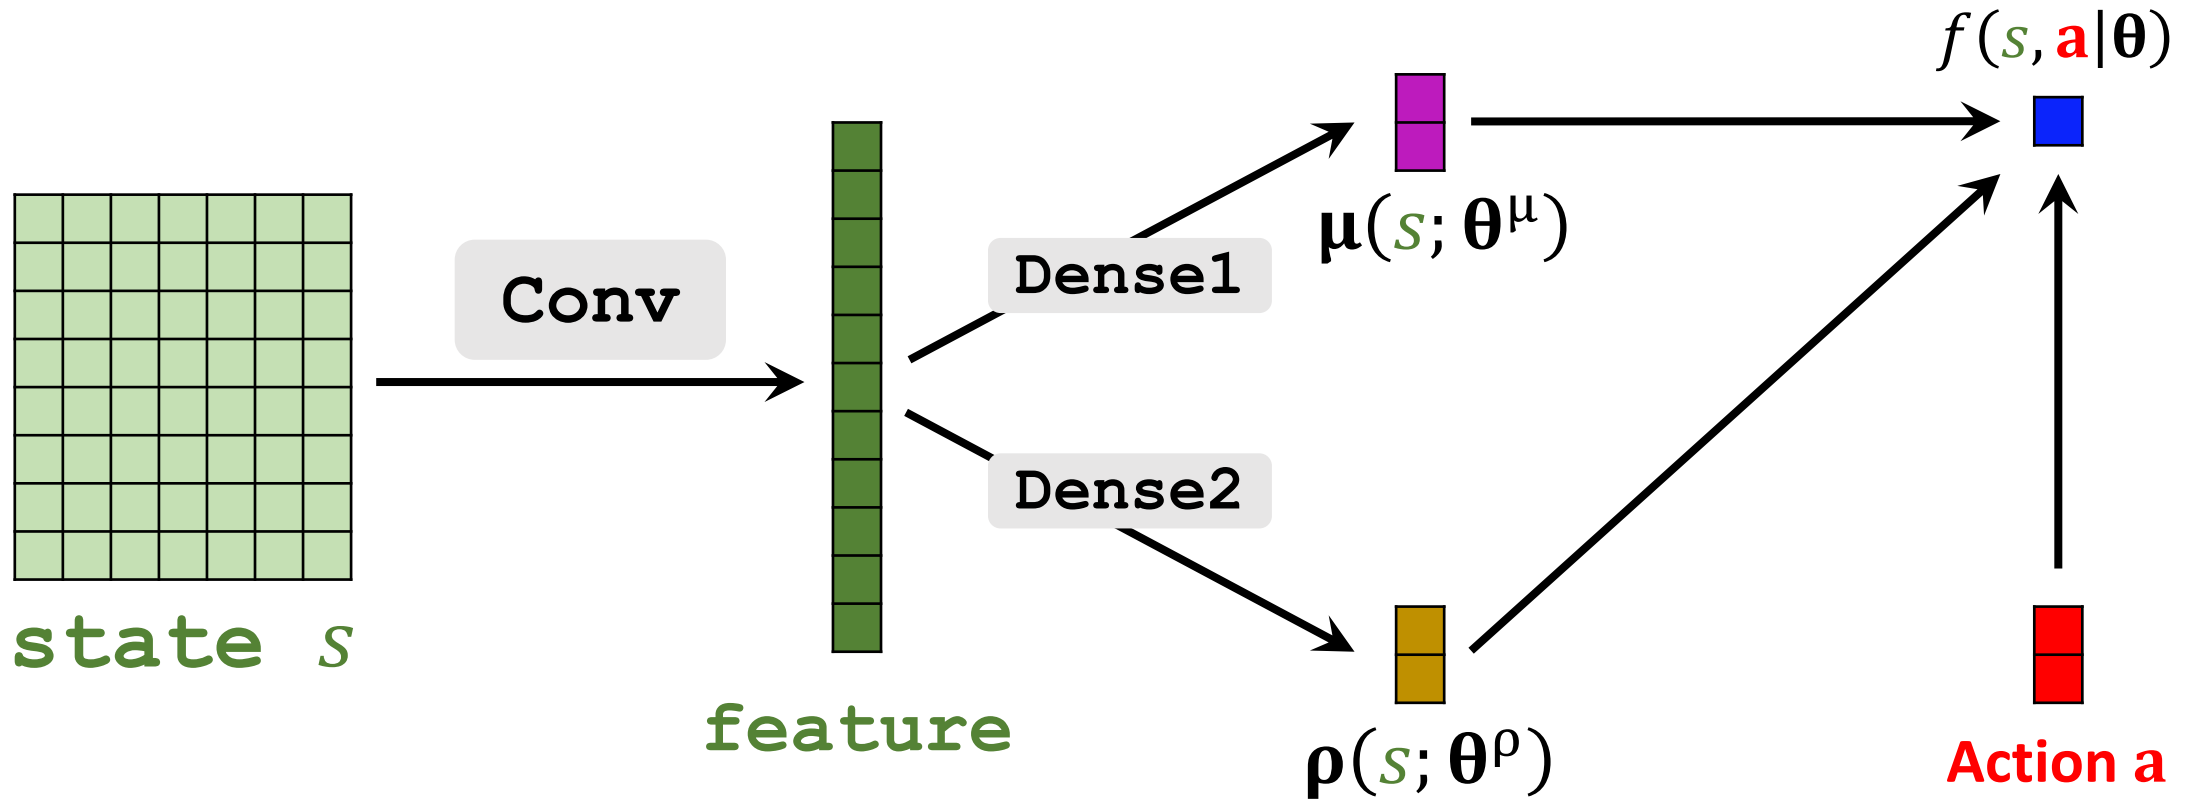 f(s, a|θ)
μ(s; θ^μ)
Conv
Dense1
Dense2
state s
feature
ρ(s; θ^ρ)
Action a